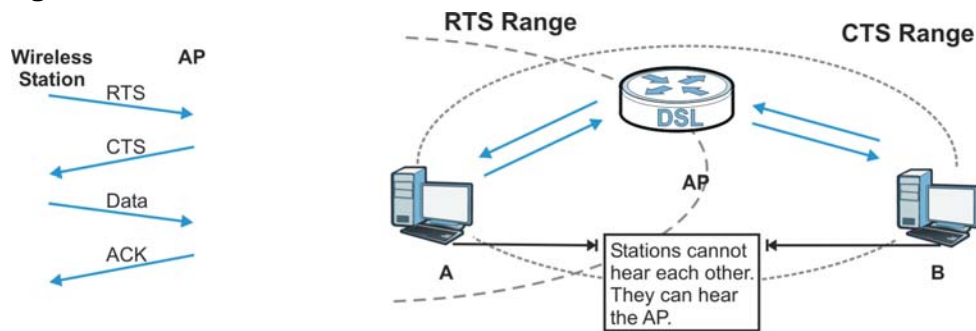 RTS Range
CTS Range
Wireless
Station
AP
RTS
CTS
Data
ACK
DSL
AP
A
B
Stations cannot
hear each other.
They can hear
the AP.